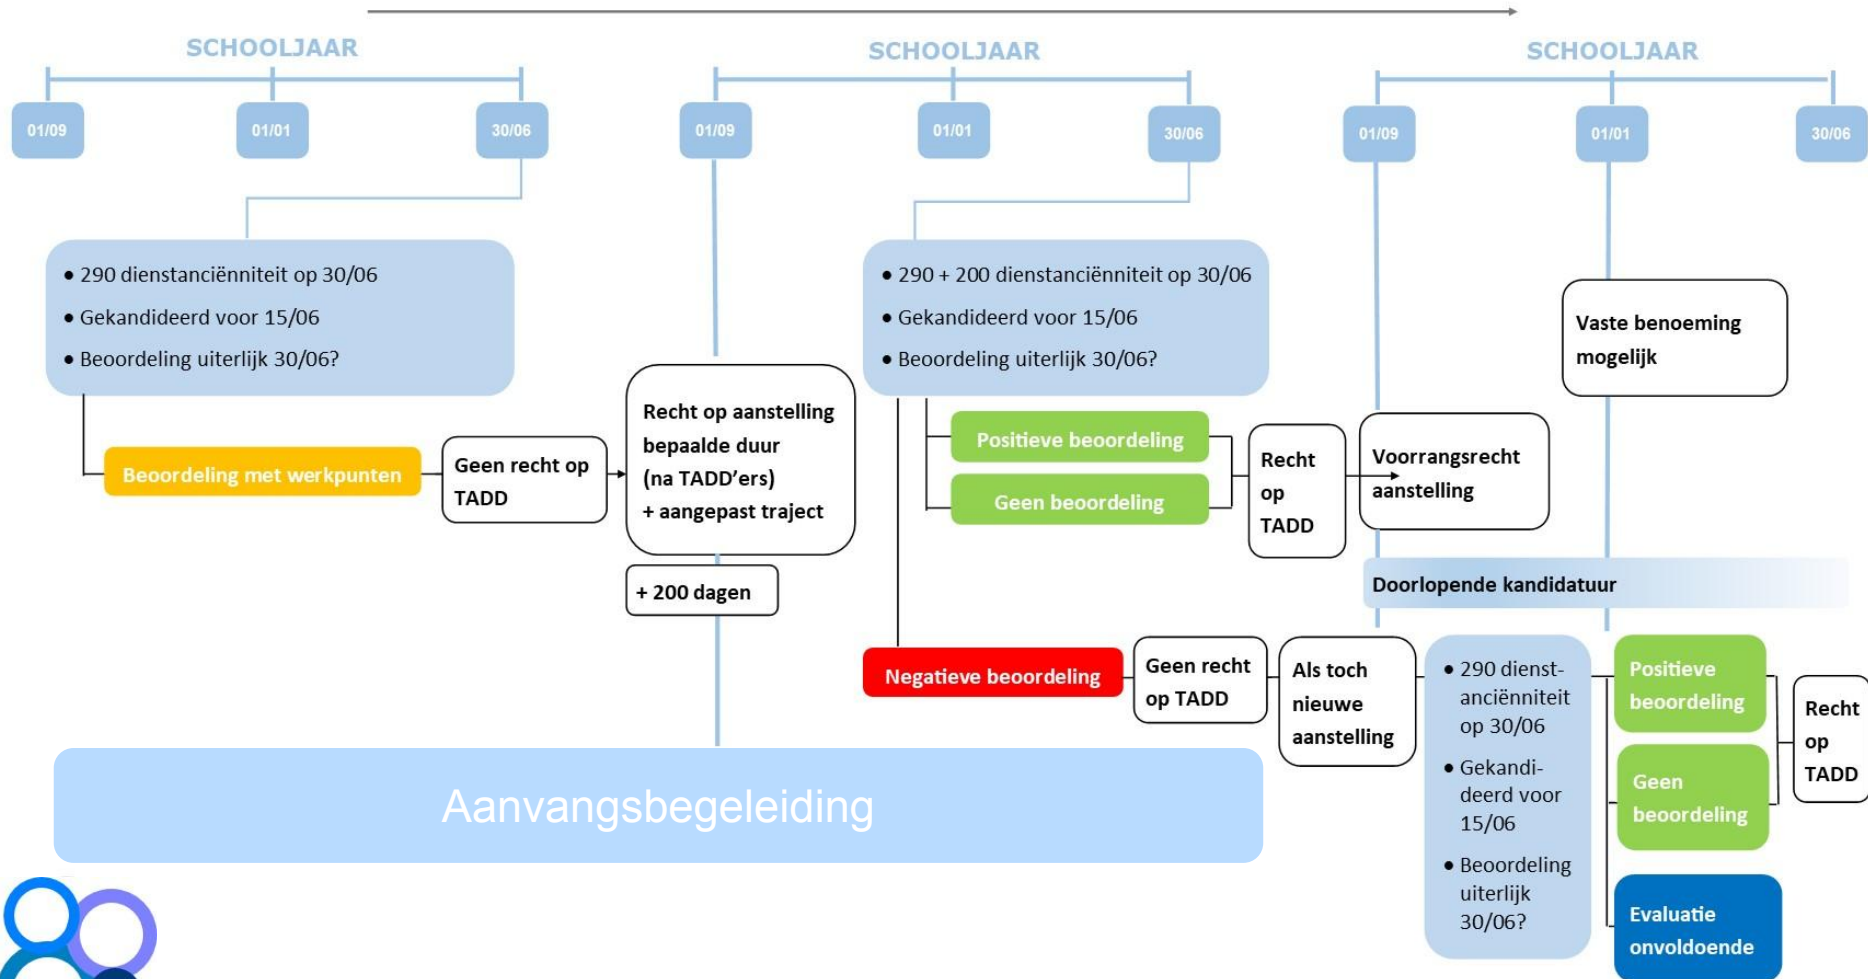 SCHOOLJAAR
SCHOOLJAAR
SCHOOLJAAR
01/09
01/01
30/06
01/09
01/01
30/06
01/09
01/01
30/06
• 290 dienstanciënniteit op 30/06
• Gekandideerd voor 15/06
• Beoordeling uiterlijk 30/06?
Beoordeling met werkpunten
Geen recht op
TADD
Recht op aanstelling
bepaalde duur
(na TADD’ers)
+ aangepast traject
+ 200 dagen
• 290 + 200 dienstanciënniteit op 30/06
• Gekandideerd voor 15/06
• Beoordeling uiterlijk 30/06?
Positieve beoordeling
Geen beoordeling
Recht
op
TADD
Voorrangsrecht
aanstelling
Vaste benoeming
mogelijk
Doorlopende kandidatuur
Negatieve beoordeling
Geen recht
op TADD
Als toch
nieuwe
aanstelling
• 290 dienst-
anciënniteit
op 30/06
• Gekandi-
deerd voor
15/06
• Beoordeling
uiterlijk
30/06?
Positieve
beoordeling
Geen
beoordeling
Evaluatie
onvoldoende
Recht
op
TADD
Aanvangsbegeleiding